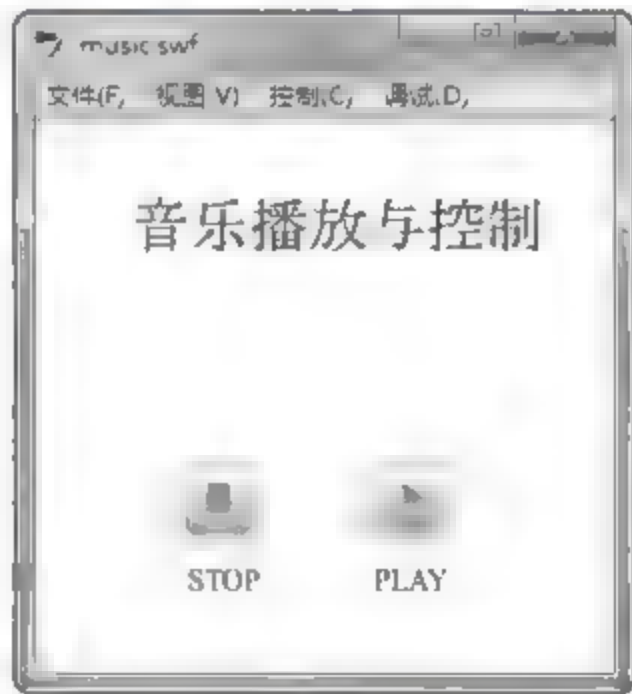 music swf
文件(F, 视图 V) 控制(C, 调试(D,
音乐播放与控制
STOP PLAY